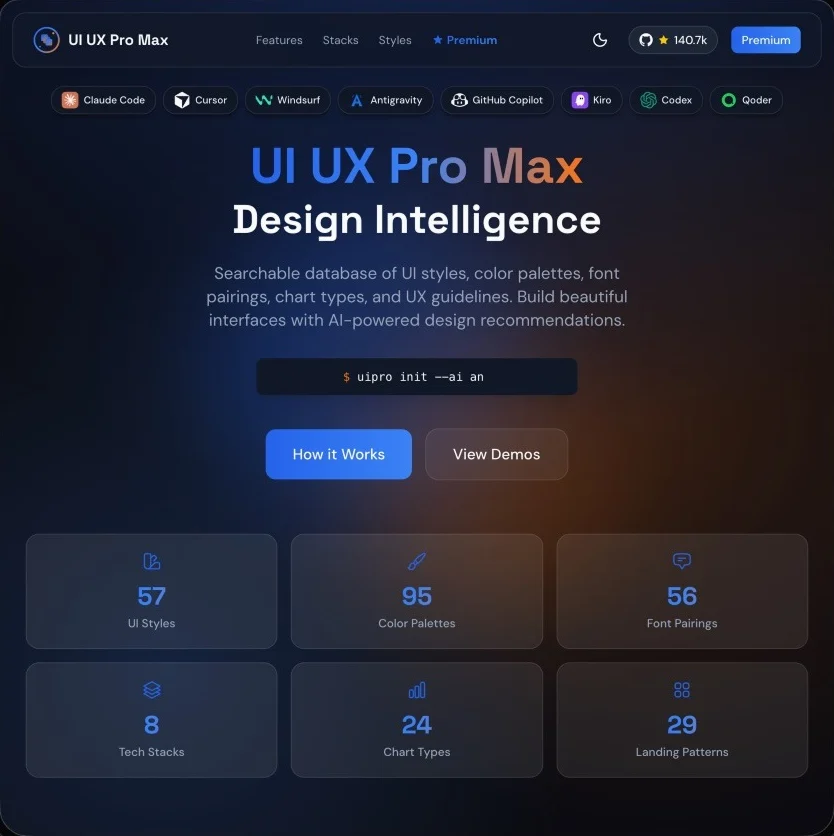 UI UX Pro Max
Features Stacks Styles Premium
140.7k
Premium
Claude Code Cursor Windsurf Antigravity GitHub Copilot Kiro Codex Qoder
UI UX Pro Max
Design Intelligence
Searchable database of UI styles, color palettes, font
pairings, chart types, and UX guidelines. Build beautiful
interfaces with AI-powered design recommendations.
$ uipro init --ai an
How it Works View Demos
57
UI Styles
95
Color Palettes
56
Font Pairings
8
Tech Stacks
24
Chart Types
29
Landing Patterns